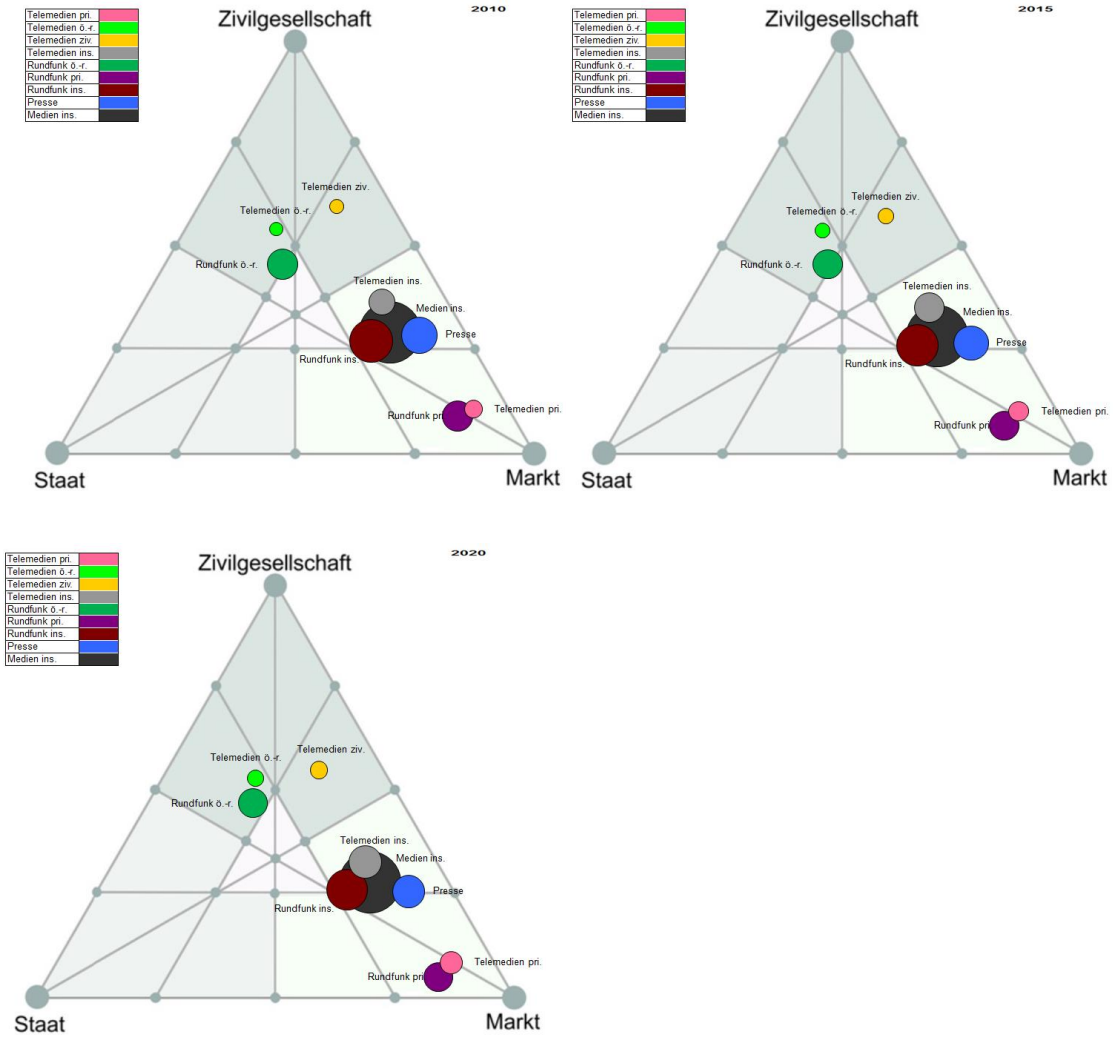 2010
Zivilgesellschaft
Telemedien pri.
Telemedien ö.-r.
Telemedien ziv.
Telemedien ins.
Rundfunk ö.-r.
Rundfunk pri.
Rundfunk ins.
Presse
Medien ins.
Telemedien ziv.
Telemedien ö.-r.
Rundfunk ö.-r.
Telemedien ins.
Medien ins.
Presse
Rundfunk ins.
Rundfunk pri
Telemedien pri.
Staat
Markt
2015
Zivilgesellschaft
Telemedien pri.
Telemedien ö.-r.
Telemedien ziv.
Telemedien ins.
Rundfunk ö.-r.
Rundfunk pri.
Rundfunk ins.
Presse
Medien ins.
Telemedien ziv.
Telemedien ö.-r.
Rundfunk ö.-r.
Telemedien ins.
Medien ins.
Presse
Rundfunk ins.
Telemedien pri.
Rundfunk pri
Staat
Markt
2020
Zivilgesellschaft
Telemedien pri.
Telemedien ö.-r.
Telemedien ziv.
Telemedien ins.
Rundfunk ö.-r.
Rundfunk pri.
Rundfunk ins.
Presse
Medien ins.
Telemedien ziv.
Telemedien ö.-r.
Rundfunk ö.-r.
Telemedien ins.
Medien ins.
Presse
Rundfunk ins.
Telemedien pri.
Rundfunk pri
Staat
Markt